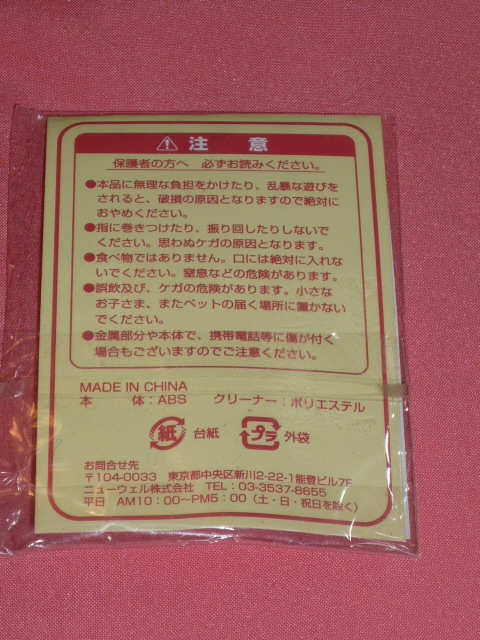 ⚠ 注 意
保護者の方へ 必ずお読みください。
●本品に無理な負担をかけたり、乱暴な遊びを
されると、破損の原因となりますので絶対に
おやめください。
●指に巻きつけたり、振り回したりしないで
ください。思わぬケガの原因となります。
●食べ物ではありません。口には絶対に入れな
いでください。窒息などの危険があります。
●誤飲及び、ケガの危険があります。小さな
お子さま、またペットの届く場所に置かない
でください。
●金属部分や本体で、携帯電話等に傷が付く
場合もございますのでご注意ください。
MADE IN CHINA
本 体:ABS クリーナー:ポリエステル
紙 台紙 プラ 外袋
お問合せ先
〒104-0033 東京都中央区新川2-22-1能登ビル7F
ニューウェル株式会社 TEL:03-3537-8655
平日 AM10:00~PM5:00(土・日・祝日を除く)